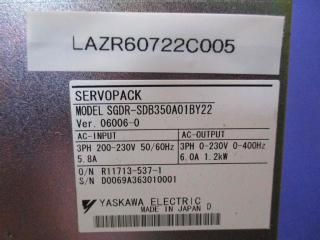 LAZR60722C005
SERVOPACK
MODEL SGDR-SDB350A01BY22
Ver. 06006-0
AC-INPUT AC-OUTPUT
3PH 200-230V 50/60Hz 3PH 0-230V 0-400Hz
5.8A 6.0A 1.2kW
O/N R11713-537-1
S/N D0069A363010001
YASKAWA ELECTRIC
MADE IN JAPAN D